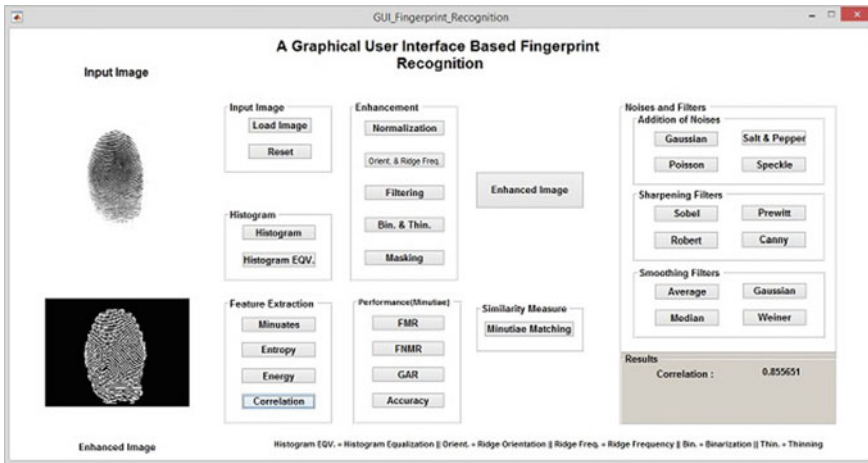 GUI_Fingerprint_Recognition
A Graphical User Interface Based Fingerprint
Recognition
Input Image
Input Image
Load Image
Reset
Histogram
Histogram
Histogram EQV.
Feature Extraction
Minuates
Entropy
Energy
Correlation
Enhancement
Normalization
Orient. & Ridge Freq.
Filtering
Bin. & Thin.
Masking
Performance(Minutiae)
FMR
FNMR
GAR
Accuracy
Enhanced Image
Similarity Measure
Minutiae Matching
Noises and Filters
Addition of Noises
Gaussian Salt & Pepper
Poisson Speckle
Sharpening Filters
Sobel Prewitt
Robert Canny
Smoothing Filters
Average Gaussian
Median Weiner
Results
Correlation : 0.855651
Enhanced Image
Histogram EQV. = Histogram Equalization || Orient. = Ridge Orientation || Ridge Freq. = Ridge Frequency || Bin. = Binarization || Thin. = Thinning